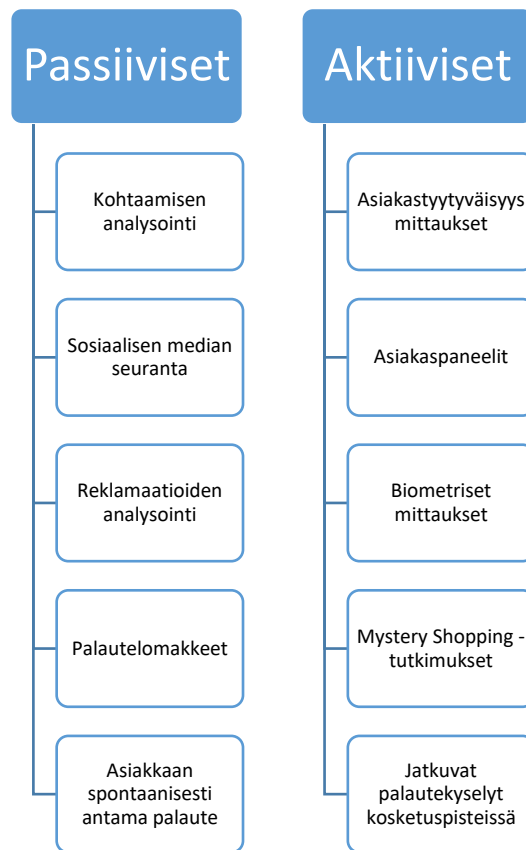 Passiiviset
Kohtaamisen
analysointi
Sosiaalisen median
seuranta
Reklamaatioiden
analysointi
Palautelomakkeet
Asiakkaan
spontaanisesti
antama palaute
Aktiiviset
Asiakastyytyväisyys
mittaukset
Asiakaspaneelit
Biometriset
mittaukset
Mystery Shopping -
tutkimukset
Jatkuvat
palautekyselyt
kosketuspisteissä